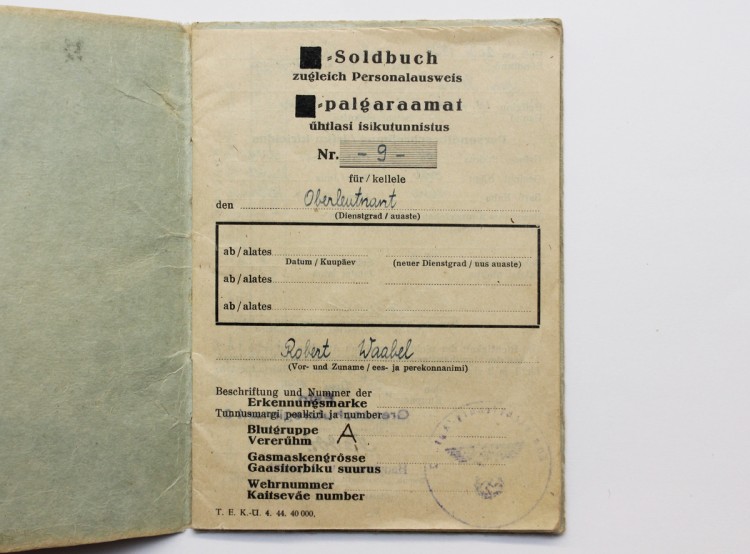 -Soldbuch
zugleich Personalausweis
-palgaraamat
ühtlasi isikutunnistus
Nr. - 9 -
für / kellele
den Oberleutnant
(Dienstgrad / auaste)
ab / alates
Datum / Kuupäev (neuer Dienstgrad / uus auaste)
ab / alates
ab / alates
Robert Waabel
(Vor- und Zuname / ees- ja perekonnanimi)
Beschriftung und Nummer der
Erkennungsmarke
Tunnusmargi pealkiri ja number
Blutgruppe A
Vererühm
Gasmaskengrösse
Gaasitorbiku suurus
Wehrnummer
Kaitseväe number
T. E. K.-Ü. 4. 44. 40 000.